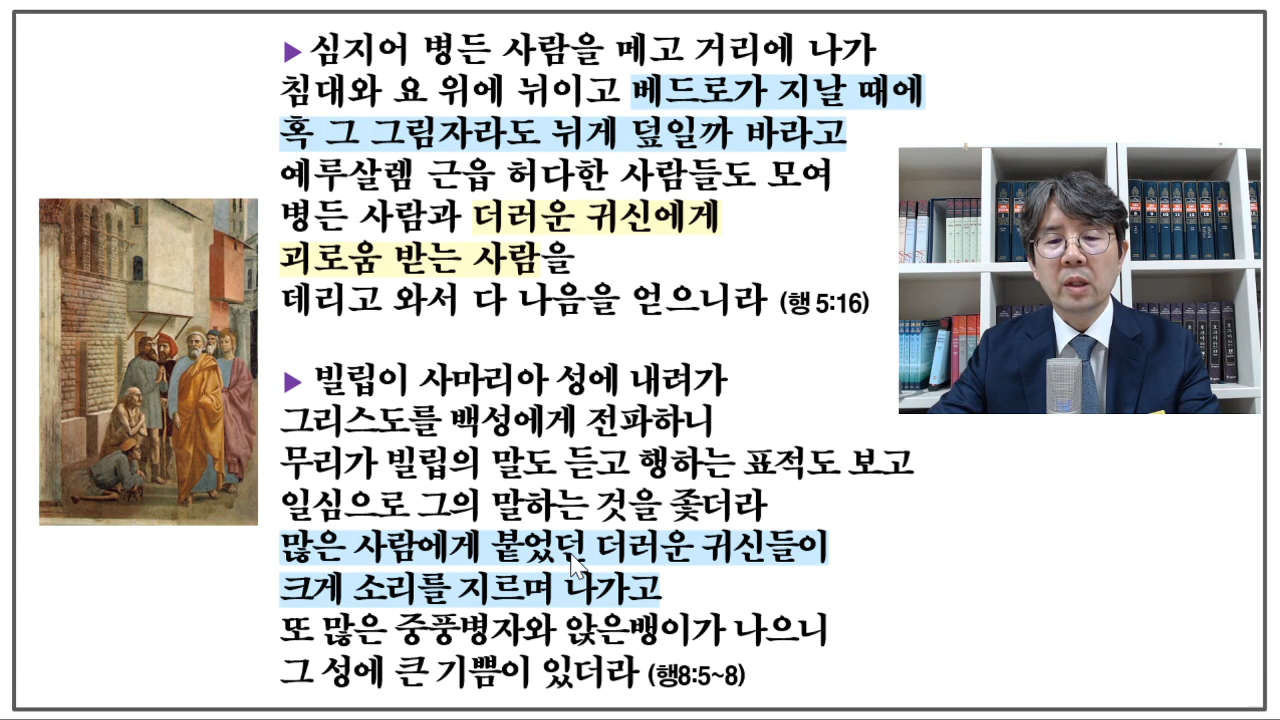 ▶ 심지어 병든 사람을 메고 거리에 나가
침대와 요 위에 뉘이고 베드로가 지날 때에
혹 그 그림자라도 뉘게 덮일까 바라고
예루살렘 근읍 허다한 사람들도 모여
병든 사람과 더러운 귀신에게
괴로움 받는 사람을
데리고 와서 다 나음을 얻으니라 (행 5:16)
▶ 빌립이 사마리아 성에 내려가
그리스도를 백성에게 전파하니
무리가 빌립의 말도 듣고 행하는 표적도 보고
일심으로 그의 말하는 것을 좇더라
많은 사람에게 붙었던 더러운 귀신들이
크게 소리를 지르며 나가고
또 많은 중풍병자와 앉은뱅이가 나으니
그 성에 큰 기쁨이 있더라 (행8:5~8)